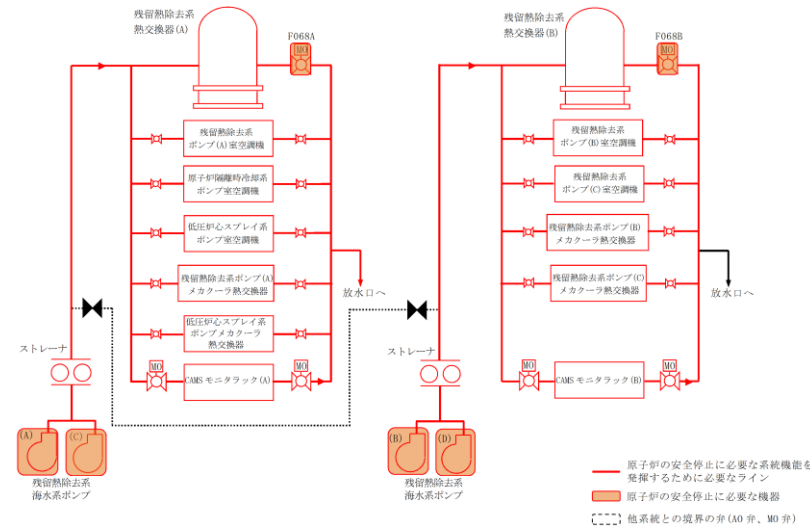 残留熱除去系
熱交換器(A)
F068A
MO
残留熱除去系
ポンプ(A)室空調機
原子炉隔離時冷却系
ポンプ室空調機
低圧炉心スプレイ系
ポンプ室空調機
残留熱除去系ポンプ(A)
メカクーラ熱交換器
低圧炉心スプレイ系
ポンプメカクーラ
熱交換器
MO
CAMSモニタラック(A)
MO
放水口へ
ストレーナ
(A)
(C)
残留熱除去系
海水系ポンプ
残留熱除去系
熱交換器(B)
F068B
MO
残留熱除去系
ポンプ(B)室空調機
残留熱除去系
ポンプ(C)室空調機
残留熱除去系ポンプ(B)
メカクーラ熱交換器
残留熱除去系ポンプ(C)
メカクーラ熱交換器
MO
CAMSモニタラック(B)
MO
放水口へ
ストレーナ
(B)
(D)
残留熱除去系
海水系ポンプ
原子炉の安全停止に必要な系統機能を
発揮するために必要なライン
原子炉の安全停止に必要な機器
他系統との境界の弁(AO弁、MO弁)